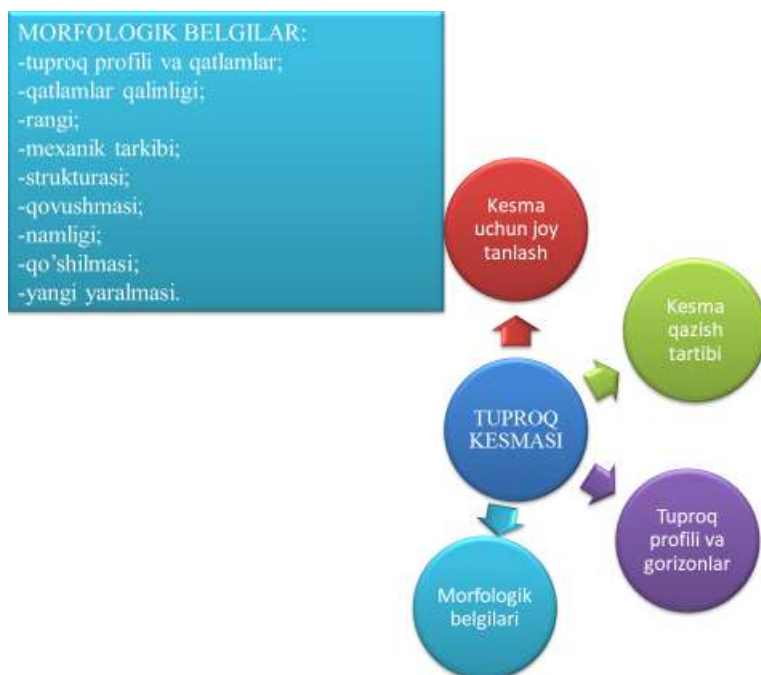 MORFOLOGIK BELGILAR:
-tuproq profili va qatlamlar;
-qatlamlar qalinligi;
-rangi;
-mexanik tarkibi;
-strukturasi;
-qovushmasi;
-namligi;
-qo’shilmasi;
-yangi yaralmasi.
Kesma
uchun joy
tanlash
Kesma
qazish
tartibi
TUPROQ
KESMASI
Tuproq
profili va
gorizonlar
Morfologik
belgilari